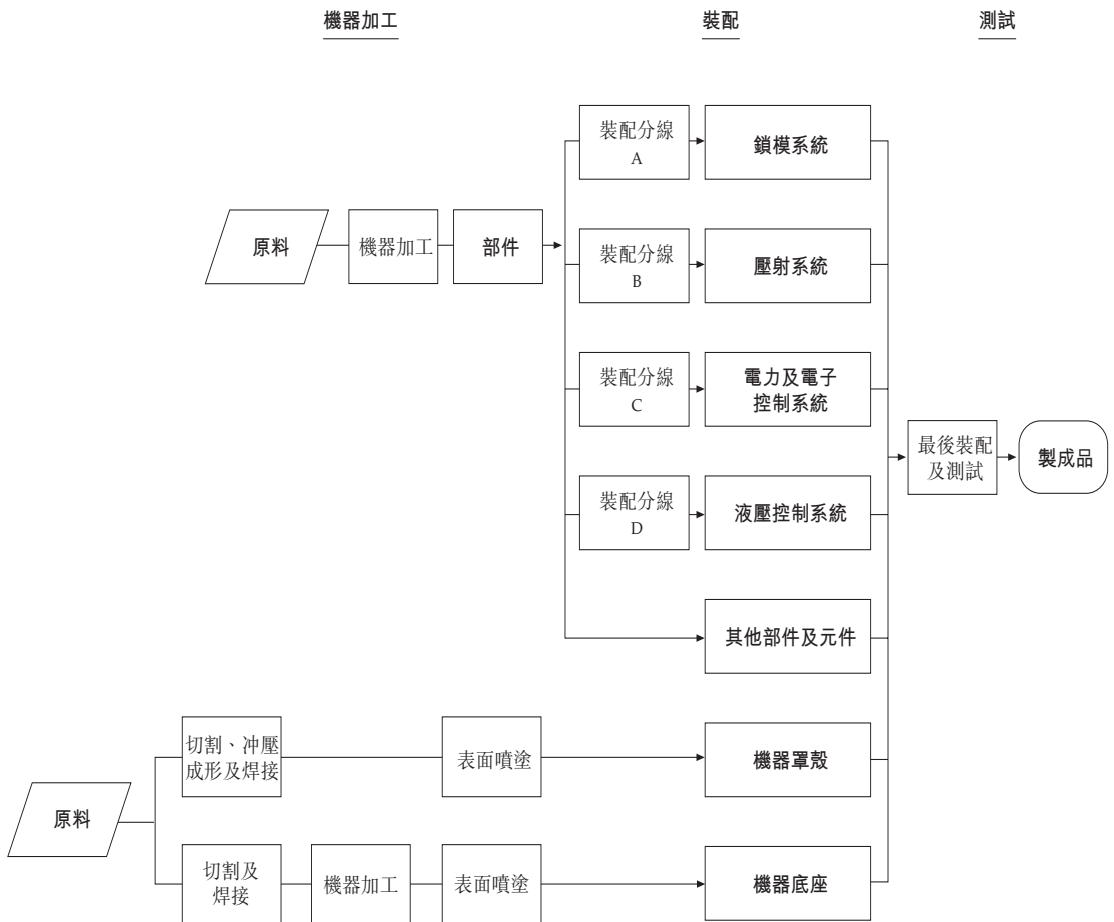 機器加工
裝配
測試
裝配分線
A
鎖模系統
原料
機器加工
部件
裝配分線
B
壓射系統
裝配分線
C
電力及電子
控制系統
最後裝配
及測試
製成品
裝配分線
D
液壓控制系統
其他部件及元件
切割、冲壓
成形及焊接
表面噴塗
機器罩殼
原料
切割及
焊接
機器加工
表面噴塗
機器底座